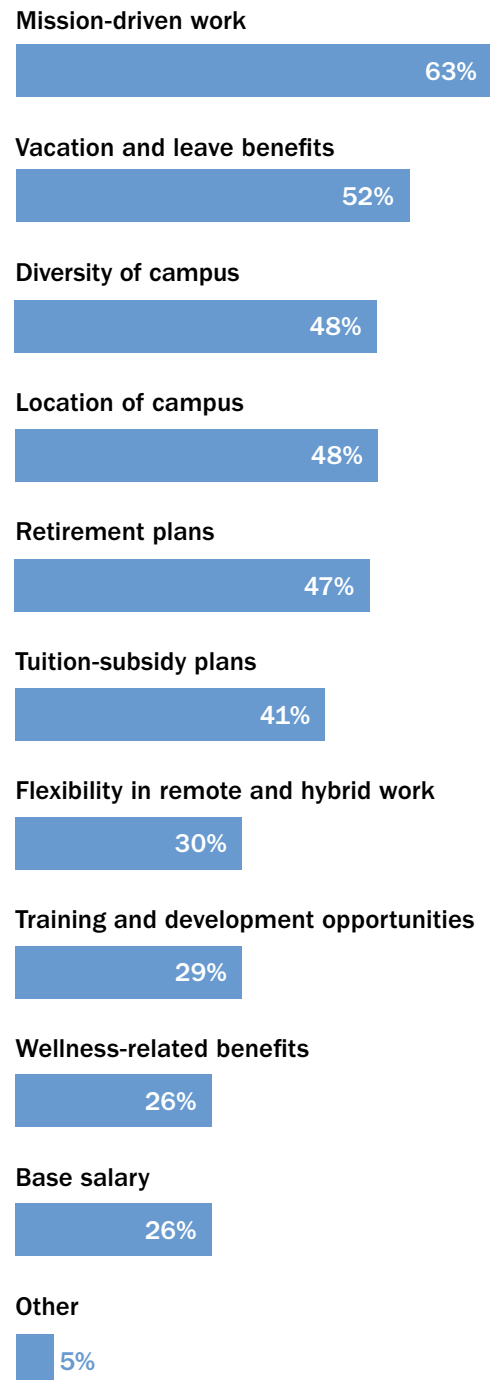 Mission-driven work
63%
Vacation and leave benefits
52%
Diversity of campus
48%
Location of campus
48%
Retirement plans
47%
Tuition-subsidy plans
41%
Flexibility in remote and hybrid work
30%
Training and development opportunities
29%
Wellness-related benefits
26%
Base salary
26%
Other
5%